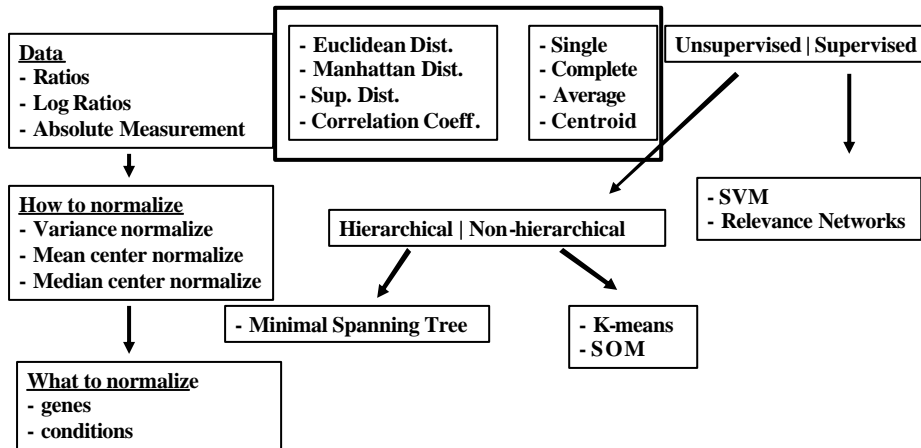 Data
- Ratios
- Log Ratios
- Absolute Measurement
How to normalize
- Variance normalize
- Mean center normalize
- Median center normalize
What to normalize
- genes
- conditions
- Euclidean Dist.
- Manhattan Dist.
- Sup. Dist.
- Correlation Coeff.
- Single
- Complete
- Average
- Centroid
Unsupervised | Supervised
Hierarchical | Non-hierarchical
- Minimal Spanning Tree
- K-means
- SOM
- SVM
- Relevance Networks